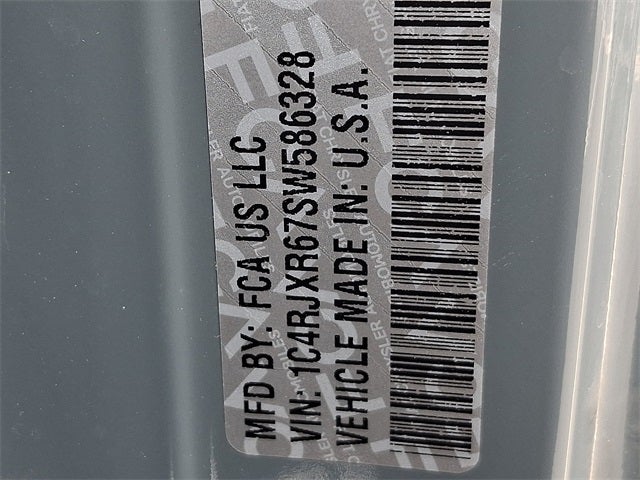 MFD BY: FCA US LLC
VIN: 1C4RJXR67SW586328
VEHICLE MADE IN: U.S.A.